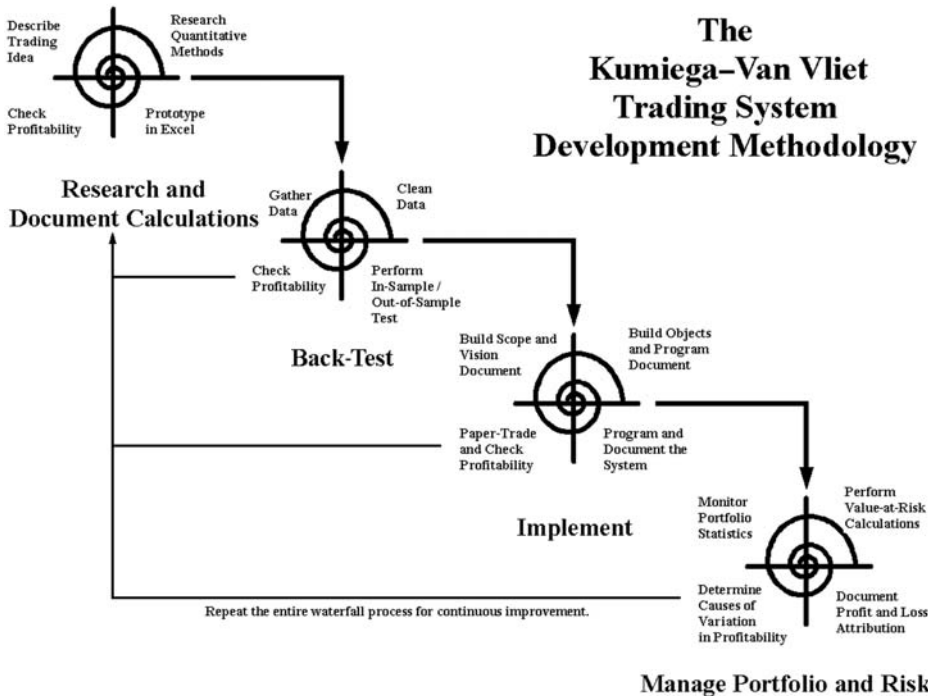 The
Kumiega–Van Vliet
Trading System
Development Methodology
Describe
Trading
Idea
Research
Quantitative
Methods
Check
Profitability
Prototype
in Excel
Research and
Document Calculations
Gather
Data
Clean
Data
Check
Profitability
Perform
In-Sample /
Out-of-Sample
Test
Back-Test
Build Scope and
Vision
Document
Build Objects
and Program
Document
Paper-Trade
and Check
Profitability
Program and
Document the
System
Implement
Monitor
Portfolio
Statistics
Perform
Value-at-Risk
Calculations
Determine
Causes of
Variation
in Profitability
Document
Profit and Loss
Attribution
Repeat the entire waterfall process for continuous improvement.
Manage Portfolio and Risk